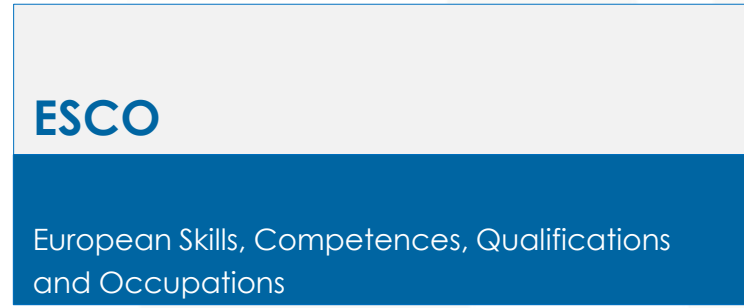 ESCO
European Skills, Competences, Qualifications
and Occupations